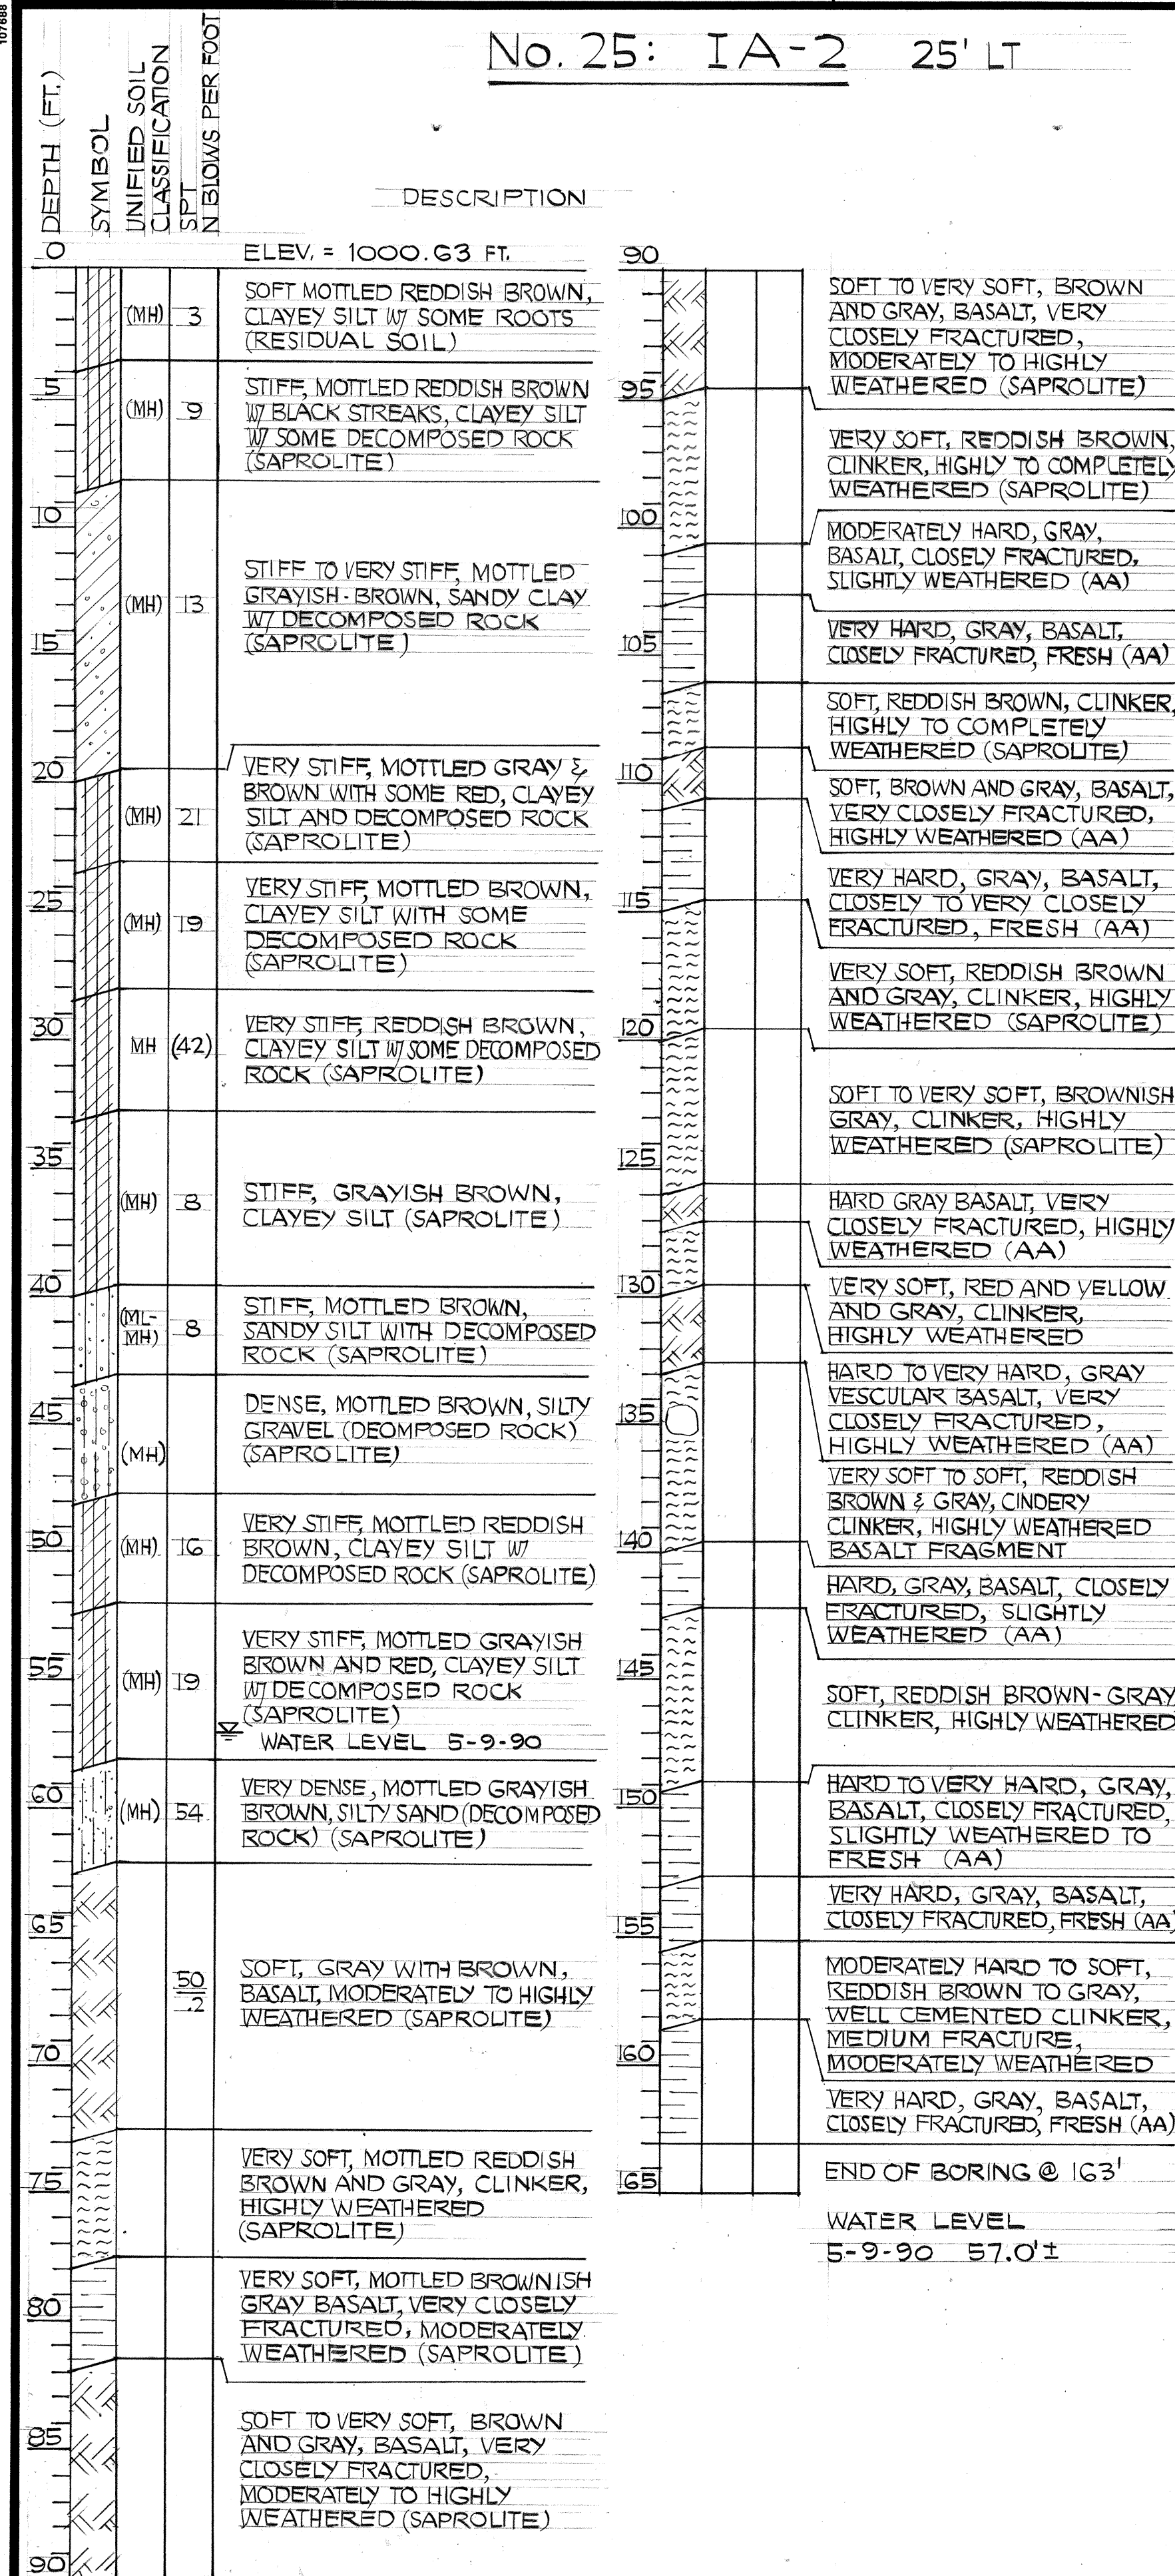 107688
No. 25: IA-2 25' LT
DEPTH (FT.)
SYMBOL
UNIFIED SOIL
CLASSIFICATION
SPT
N BLOWS PER FOOT
DESCRIPTION
0
ELEV. = 1000.63 FT.
(MH) 3
SOFT MOTTLED REDDISH BROWN,
CLAYEY SILT W/ SOME ROOTS
(RESIDUAL SOIL)
5
(MH) 9
STIFF, MOTTLED REDDISH BROWN
W/ BLACK STREAKS, CLAYEY SILT
W/ SOME DECOMPOSED ROCK
(SAPROLITE)
10
(MH) 13
STIFF TO VERY STIFF, MOTTLED
GRAYISH-BROWN, SANDY CLAY
W/ DECOMPOSED ROCK
(SAPROLITE)
15
20
(MH) 21
VERY STIFF, MOTTLED GRAY &
BROWN WITH SOME RED, CLAYEY
SILT AND DECOMPOSED ROCK
(SAPROLITE)
25
(MH) 19
VERY STIFF, MOTTLED BROWN,
CLAYEY SILT WITH SOME
DECOMPOSED ROCK
(SAPROLITE)
30
MH (42)
VERY STIFF, REDDISH BROWN,
CLAYEY SILT W/ SOME DECOMPOSED
ROCK (SAPROLITE)
35
(MH) 8
STIFF, GRAYISH BROWN,
CLAYEY SILT (SAPROLITE)
40
(ML-
MH) 8
STIFF, MOTTLED BROWN,
SANDY SILT WITH DECOMPOSED
ROCK (SAPROLITE)
45
(MH)
DENSE, MOTTLED BROWN, SILTY
GRAVEL (DEOMPOSED ROCK)
(SAPROLITE)
50
(MH) 16
VERY STIFF, MOTTLED REDDISH
BROWN, CLAYEY SILT W/
DECOMPOSED ROCK (SAPROLITE)
55
(MH) 19
VERY STIFF, MOTTLED GRAYISH
BROWN AND RED, CLAYEY SILT
W/ DECOMPOSED ROCK
(SAPROLITE)
WATER LEVEL 5-9-90
60
(MH) 54
VERY DENSE, MOTTLED GRAYISH
BROWN, SILTY SAND (DECOMPOSED
ROCK) (SAPROLITE)
65
50
.2
SOFT, GRAY WITH BROWN,
BASALT, MODERATELY TO HIGHLY
WEATHERED (SAPROLITE)
70
75
VERY SOFT, MOTTLED REDDISH
BROWN AND GRAY, CLINKER,
HIGHLY WEATHERED
(SAPROLITE)
80
VERY SOFT, MOTTLED BROWNISH
GRAY BASALT, VERY CLOSELY
FRACTURED, MODERATELY
WEATHERED (SAPROLITE)
85
SOFT TO VERY SOFT, BROWN
AND GRAY, BASALT, VERY
CLOSELY FRACTURED,
MODERATELY TO HIGHLY
WEATHERED (SAPROLITE)
90
90
SOFT TO VERY SOFT, BROWN
AND GRAY, BASALT, VERY
CLOSELY FRACTURED,
MODERATELY TO HIGHLY
WEATHERED (SAPROLITE)
95
VERY SOFT, REDDISH BROWN,
CLINKER, HIGHLY TO COMPLETELY
WEATHERED (SAPROLITE)
100
MODERATELY HARD, GRAY,
BASALT, CLOSELY FRACTURED,
SLIGHTLY WEATHERED (AA)
105
VERY HARD, GRAY, BASALT,
CLOSELY FRACTURED, FRESH (AA)
SOFT, REDDISH BROWN, CLINKER,
HIGHLY TO COMPLETELY
WEATHERED (SAPROLITE)
110
SOFT, BROWN AND GRAY, BASALT,
VERY CLOSELY FRACTURED,
HIGHLY WEATHERED (AA)
115
VERY HARD, GRAY, BASALT,
CLOSELY TO VERY CLOSELY
FRACTURED, FRESH (AA)
VERY SOFT, REDDISH BROWN
AND GRAY, CLINKER, HIGHLY
WEATHERED (SAPROLITE)
120
SOFT TO VERY SOFT, BROWNISH
GRAY, CLINKER, HIGHLY
WEATHERED (SAPROLITE)
125
HARD GRAY BASALT, VERY
CLOSELY FRACTURED, HIGHLY
WEATHERED (AA)
130
VERY SOFT, RED AND YELLOW
AND GRAY, CLINKER,
HIGHLY WEATHERED
HARD TO VERY HARD, GRAY
VESCULAR BASALT, VERY
CLOSELY FRACTURED,
HIGHLY WEATHERED (AA)
135
VERY SOFT TO SOFT, REDDISH
BROWN & GRAY, CINDERY
CLINKER, HIGHLY WEATHERED
BASALT FRAGMENT
140
HARD, GRAY, BASALT, CLOSELY
FRACTURED, SLIGHTLY
WEATHERED (AA)
145
SOFT, REDDISH BROWN-GRAY
CLINKER, HIGHLY WEATHERED
150
HARD TO VERY HARD, GRAY,
BASALT, CLOSELY FRACTURED,
SLIGHTLY WEATHERED TO
FRESH (AA)
VERY HARD, GRAY, BASALT,
CLOSELY FRACTURED, FRESH (AA)
155
MODERATELY HARD TO SOFT,
REDDISH BROWN TO GRAY,
WELL CEMENTED CLINKER,
MEDIUM FRACTURE,
MODERATELY WEATHERED
160
VERY HARD, GRAY, BASALT,
CLOSELY FRACTURED, FRESH (AA)
165
END OF BORING @ 163'
WATER LEVEL
5-9-90 57.0'±